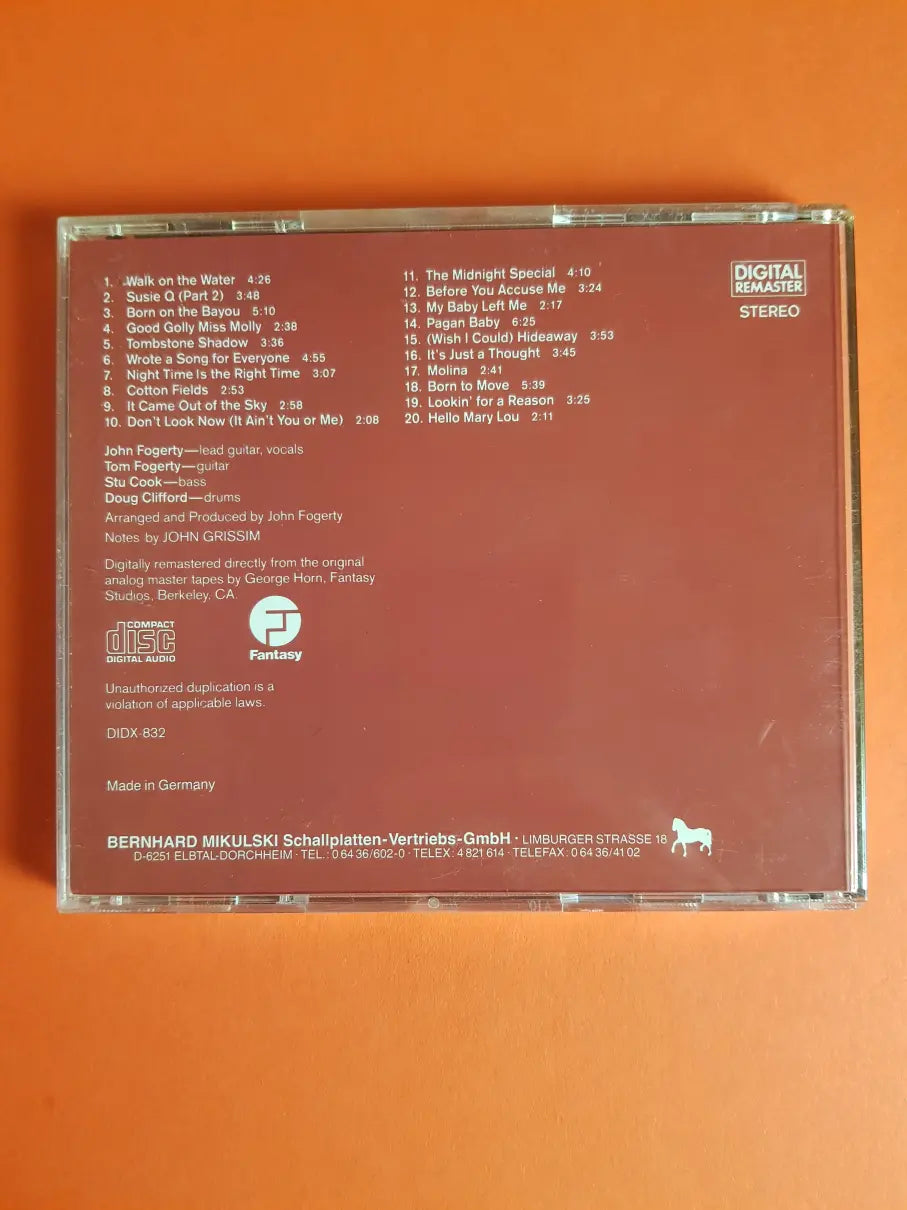 1. Walk on the Water 4:26
2. Susie Q (Part 2) 3:48
3. Born on the Bayou 5:10
4. Good Golly Miss Molly 2:38
5. Tombstone Shadow 3:36
6. Wrote a Song for Everyone 4:55
7. Night Time Is the Right Time 3:07
8. Cotton Fields 2:53
9. It Came Out of the Sky 2:58
10. Don't Look Now (It Ain't You or Me) 2:08
11. The Midnight Special 4:10
12. Before You Accuse Me 3:24
13. My Baby Left Me 2:17
14. Pagan Baby 6:25
15. (Wish I Could) Hideaway 3:53
16. It's Just a Thought 3:45
17. Molina 2:41
18. Born to Move 5:39
19. Lookin' for a Reason 3:25
20. Hello Mary Lou 2:11
DIGITAL
REMASTER
STEREO
John Fogerty—lead guitar, vocals
Tom Fogerty—guitar
Stu Cook—bass
Doug Clifford—drums
Arranged and Produced by John Fogerty
Notes by JOHN GRISSIM
Digitally remastered directly from the original
analog master tapes by George Horn, Fantasy
Studios, Berkeley, CA.
COMPACT
disc
DIGITAL AUDIO
Fantasy
Unauthorized duplication is a
violation of applicable laws.
DIDX-832
Made in Germany
BERNHARD MIKULSKI Schallplatten-Vertriebs-GmbH · LIMBURGER STRASSE 18
D-6251 ELBTAL-DORCHHEIM · TEL.: 0 64 36/602-0 · TELEX: 4 821 614 · TELEFAX: 0 64 36/41 02